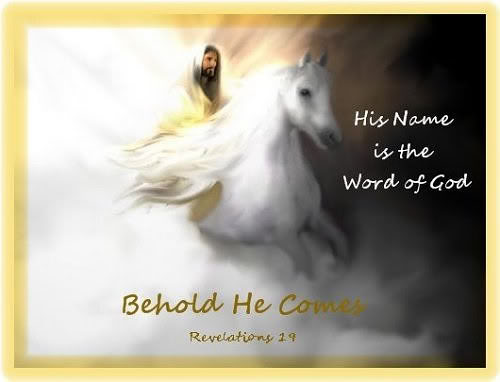 His Name
is the
Word of God
Behold He Comes
Revelations 19